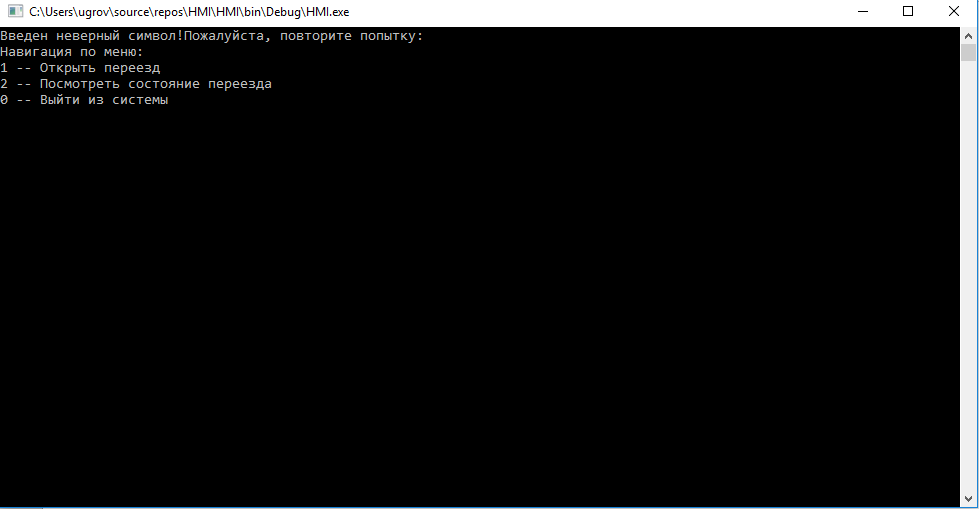 C:\Users\ugrov\source\repos\HMI\HMI\bin\Debug\HMI.exe
Введен неверный символ!Пожалуйста, повторите попытку:
Навигация по меню:
1 -- Открыть переезд
2 -- Посмотреть состояние переезда
0 -- Выйти из системы